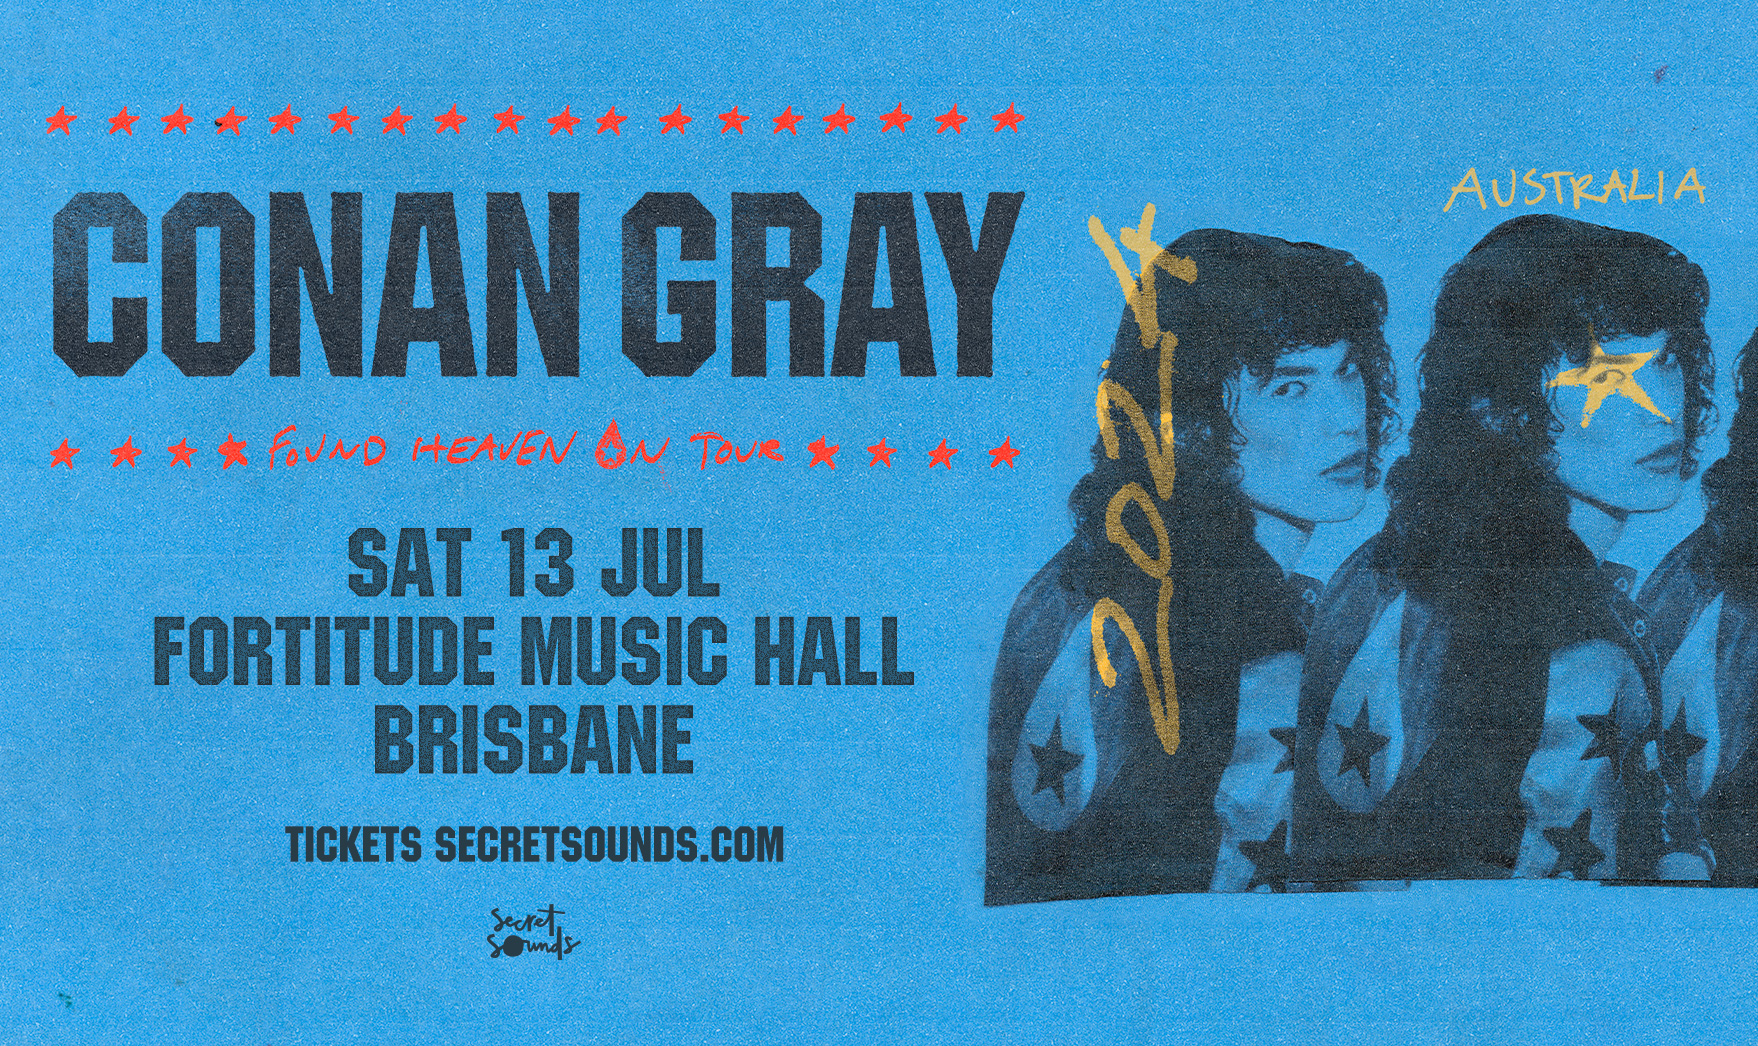 CONAN GRAY
FOUND HEAVEN ON TOUR
SAT 13 JUL
FORTITUDE MUSIC HALL
BRISBANE
TICKETS SECRETSOUNDS.COM
Secret
Sounds
2024
AUSTRALIA